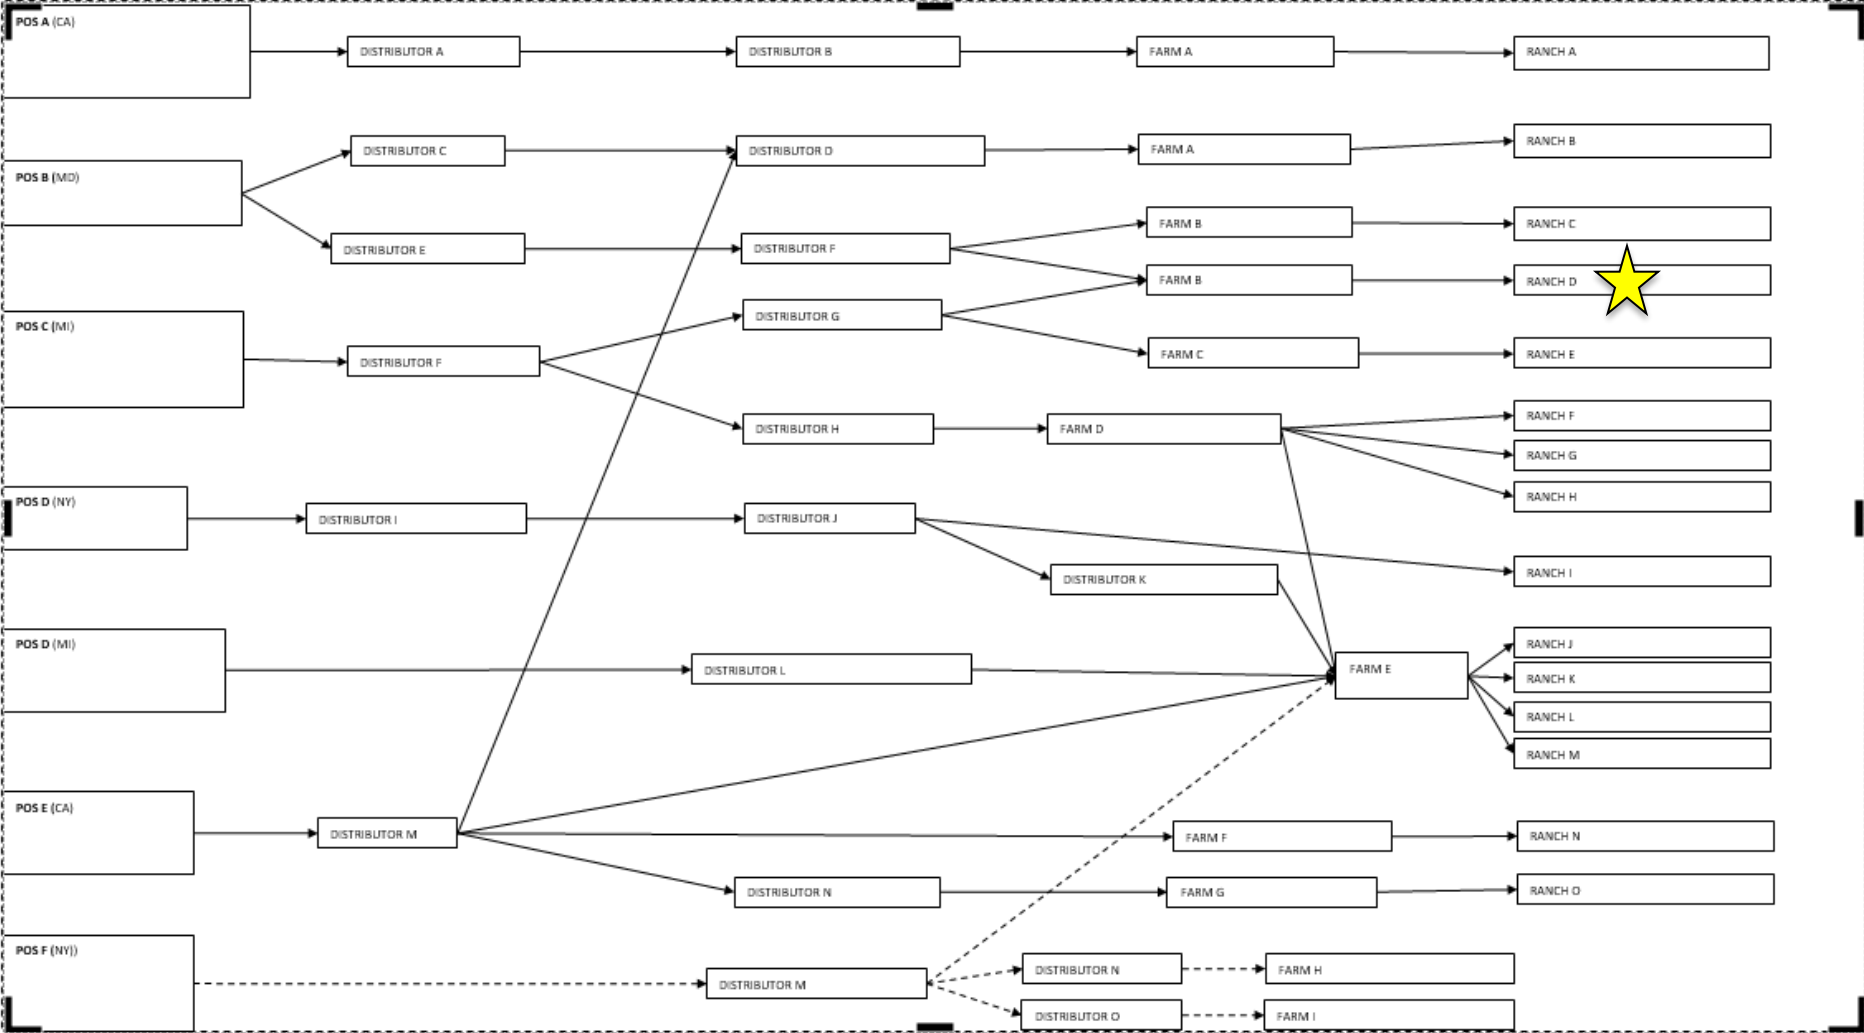 POS A (CA)
DISTRIBUTOR A
DISTRIBUTOR B
FARM A
RANCH A
POS B (MD)
DISTRIBUTOR C
DISTRIBUTOR D
FARM A
RANCH B
DISTRIBUTOR E
DISTRIBUTOR F
FARM B
RANCH C
FARM B
RANCH D
POS C (MI)
DISTRIBUTOR F
DISTRIBUTOR G
FARM C
RANCH E
DISTRIBUTOR H
FARM D
RANCH F
RANCH G
RANCH H
POS D (NY)
DISTRIBUTOR I
DISTRIBUTOR J
RANCH I
DISTRIBUTOR K
POS D (MI)
DISTRIBUTOR L
FARM E
RANCH J
RANCH K
RANCH L
RANCH M
POS E (CA)
DISTRIBUTOR M
FARM F
RANCH N
DISTRIBUTOR N
FARM G
RANCH O
POS F (NY))
DISTRIBUTOR M
DISTRIBUTOR N
FARM H
DISTRIBUTOR O
FARM I